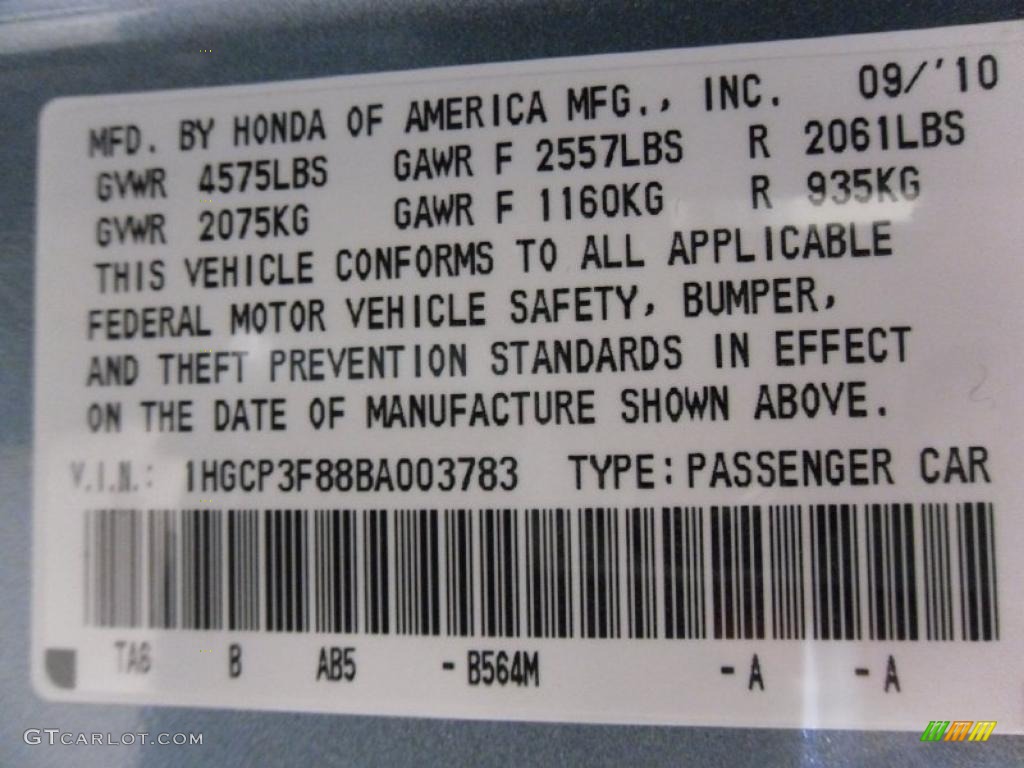 MFD. BY HONDA OF AMERICA MFG., INC. 09/'10
GVWR 4575LBS GAWR F 2557LBS R 2061LBS
GVWR 2075KG GAWR F 1160KG R 935KG
THIS VEHICLE CONFORMS TO ALL APPLICABLE
FEDERAL MOTOR VEHICLE SAFETY, BUMPER,
AND THEFT PREVENTION STANDARDS IN EFFECT
ON THE DATE OF MANUFACTURE SHOWN ABOVE.
V.I.N.: 1HGCP3F88BA003783 TYPE: PASSENGER CAR
TA6 B AB5 - B564M - A - A
GTCARLOT.COM